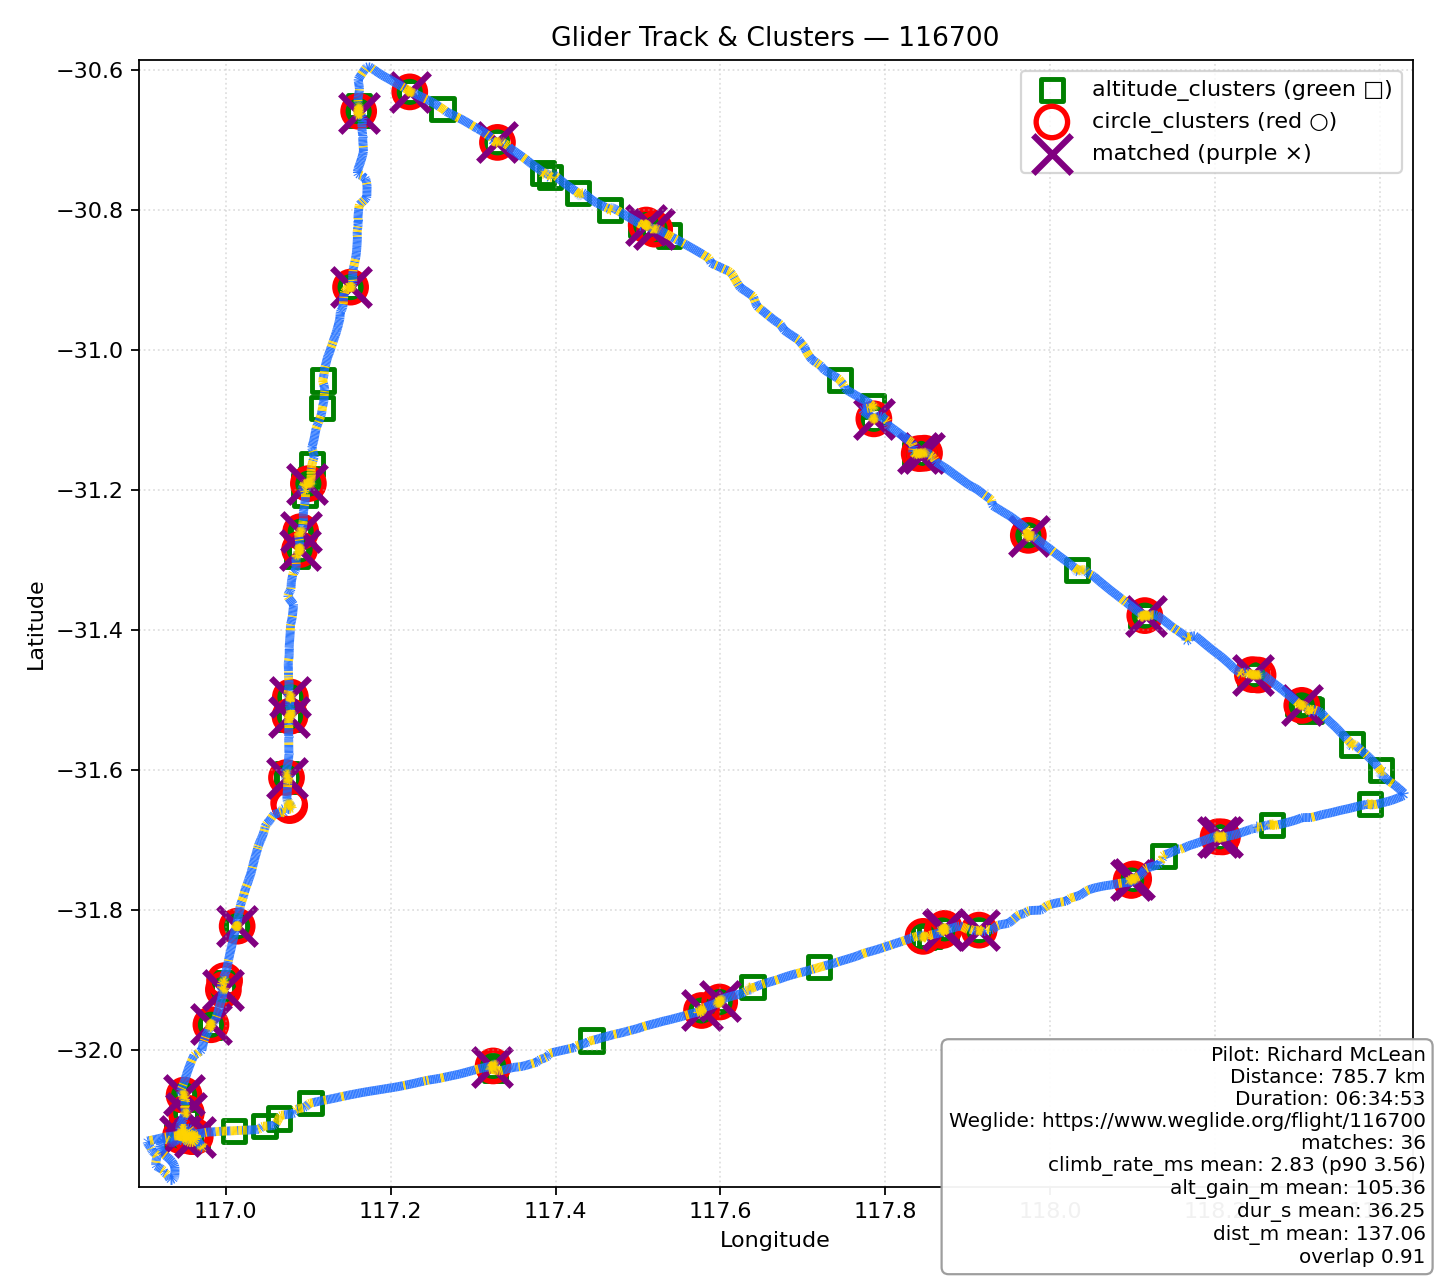 Glider Track & Clusters — 116700
altitude_clusters (green □)
circle_clusters (red ○)
matched (purple ×)
Latitude
−30.6
−30.8
−31.0
−31.2
−31.4
−31.6
−31.8
−32.0
117.0
117.2
117.4
117.6
117.8
118.0
Longitude
Pilot: Richard McLean
Distance: 785.7 km
Duration: 06:34:53
Weglide: https://www.weglide.org/flight/116700
matches: 36
climb_rate_ms mean: 2.83 (p90 3.56)
alt_gain_m mean: 105.36
dur_s mean: 36.25
dist_m mean: 137.06
overlap 0.91